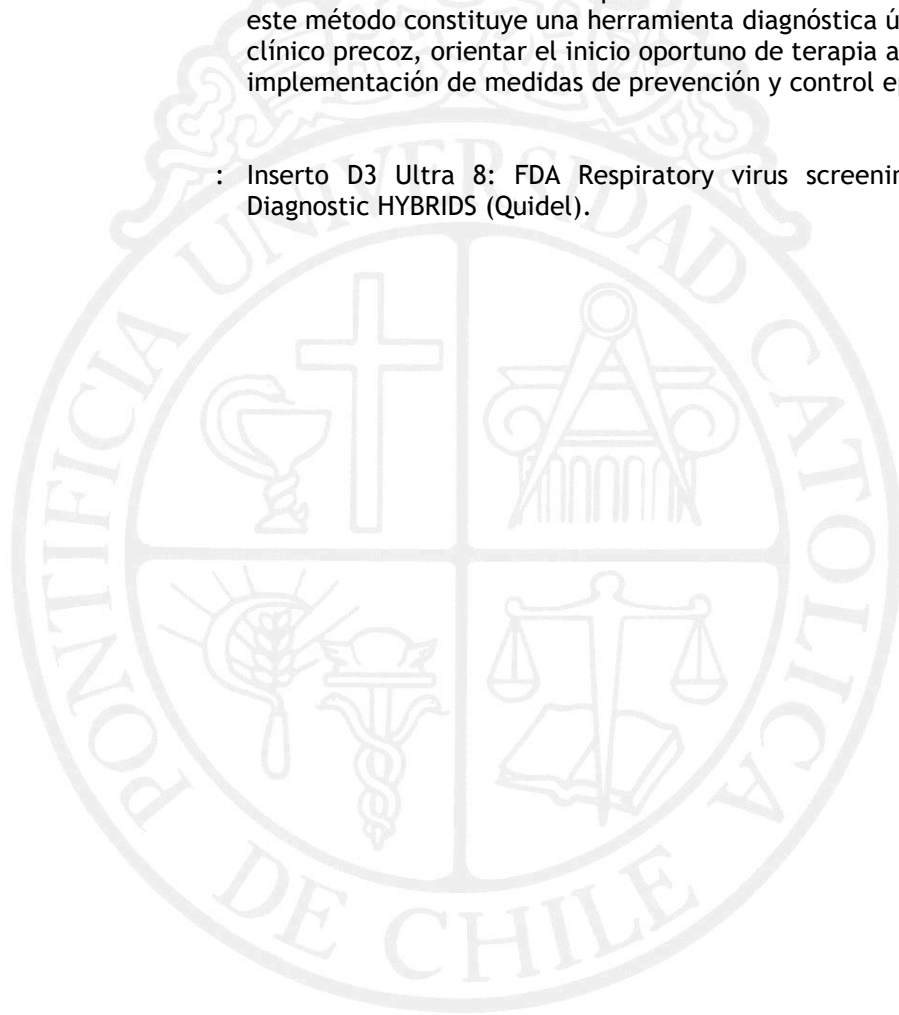 este método constituye una herramienta diagnóstica ú
clínico precoz, orientar el inicio oportuno de terapia a
implementación de medidas de prevención y control e
: Inserto D3 Ultra 8: FDA Respiratory virus screenin
Diagnostic HYBRIDS (Quidel).
PONTIFICIA UNIVERSIDAD CATOLICA
DE CHILE